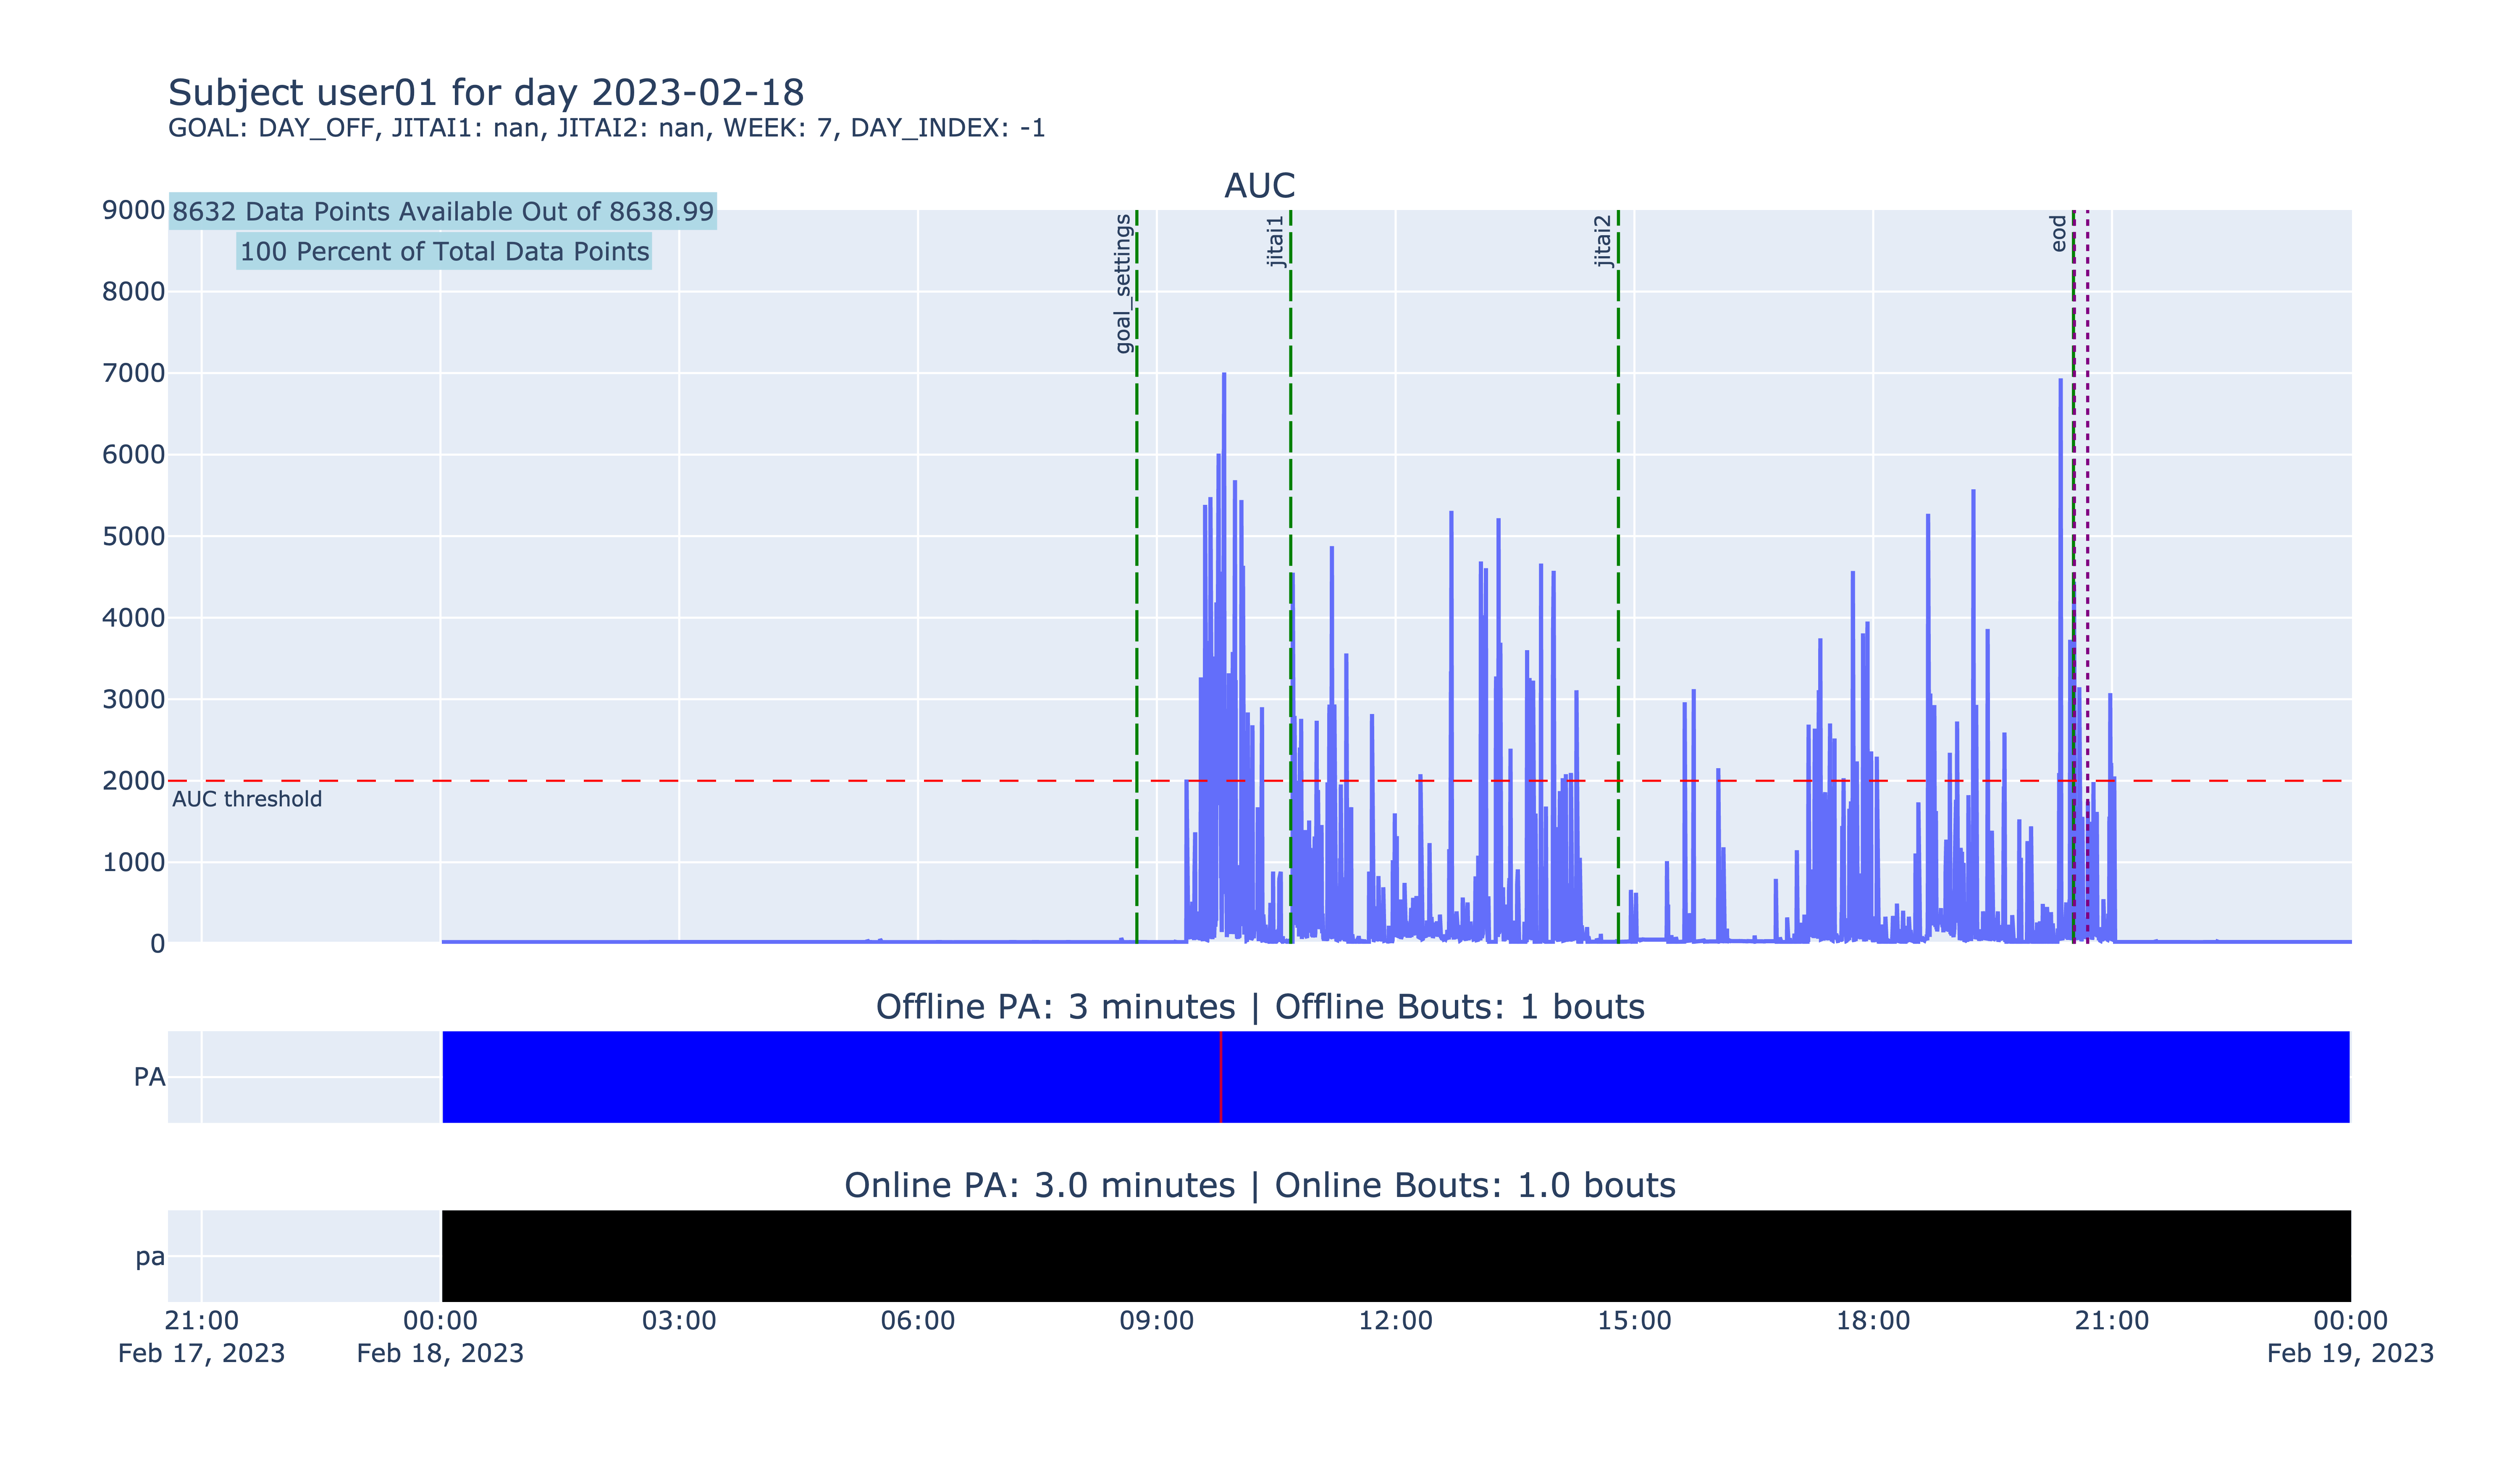 Subject user01 for day 2023-02-18
GOAL: DAY_OFF, JITAI1: nan, JITAI2: nan, WEEK: 7, DAY_INDEX: -1
AUC
8632 Data Points Available Out of 8638.99
100 Percent of Total Data Points
goal_settings
jitai1
jitai2
eod
9000
8000
7000
6000
5000
4000
3000
2000
1000
0
AUC threshold
Offline PA: 3 minutes | Offline Bouts: 1 bouts
PA
Online PA: 3.0 minutes | Online Bouts: 1.0 bouts
pa
21:00 00:00 03:00 06:00 09:00 12:00 15:00 18:00 21:00 00:00
Feb 17, 2023 Feb 18, 2023 Feb 19, 2023